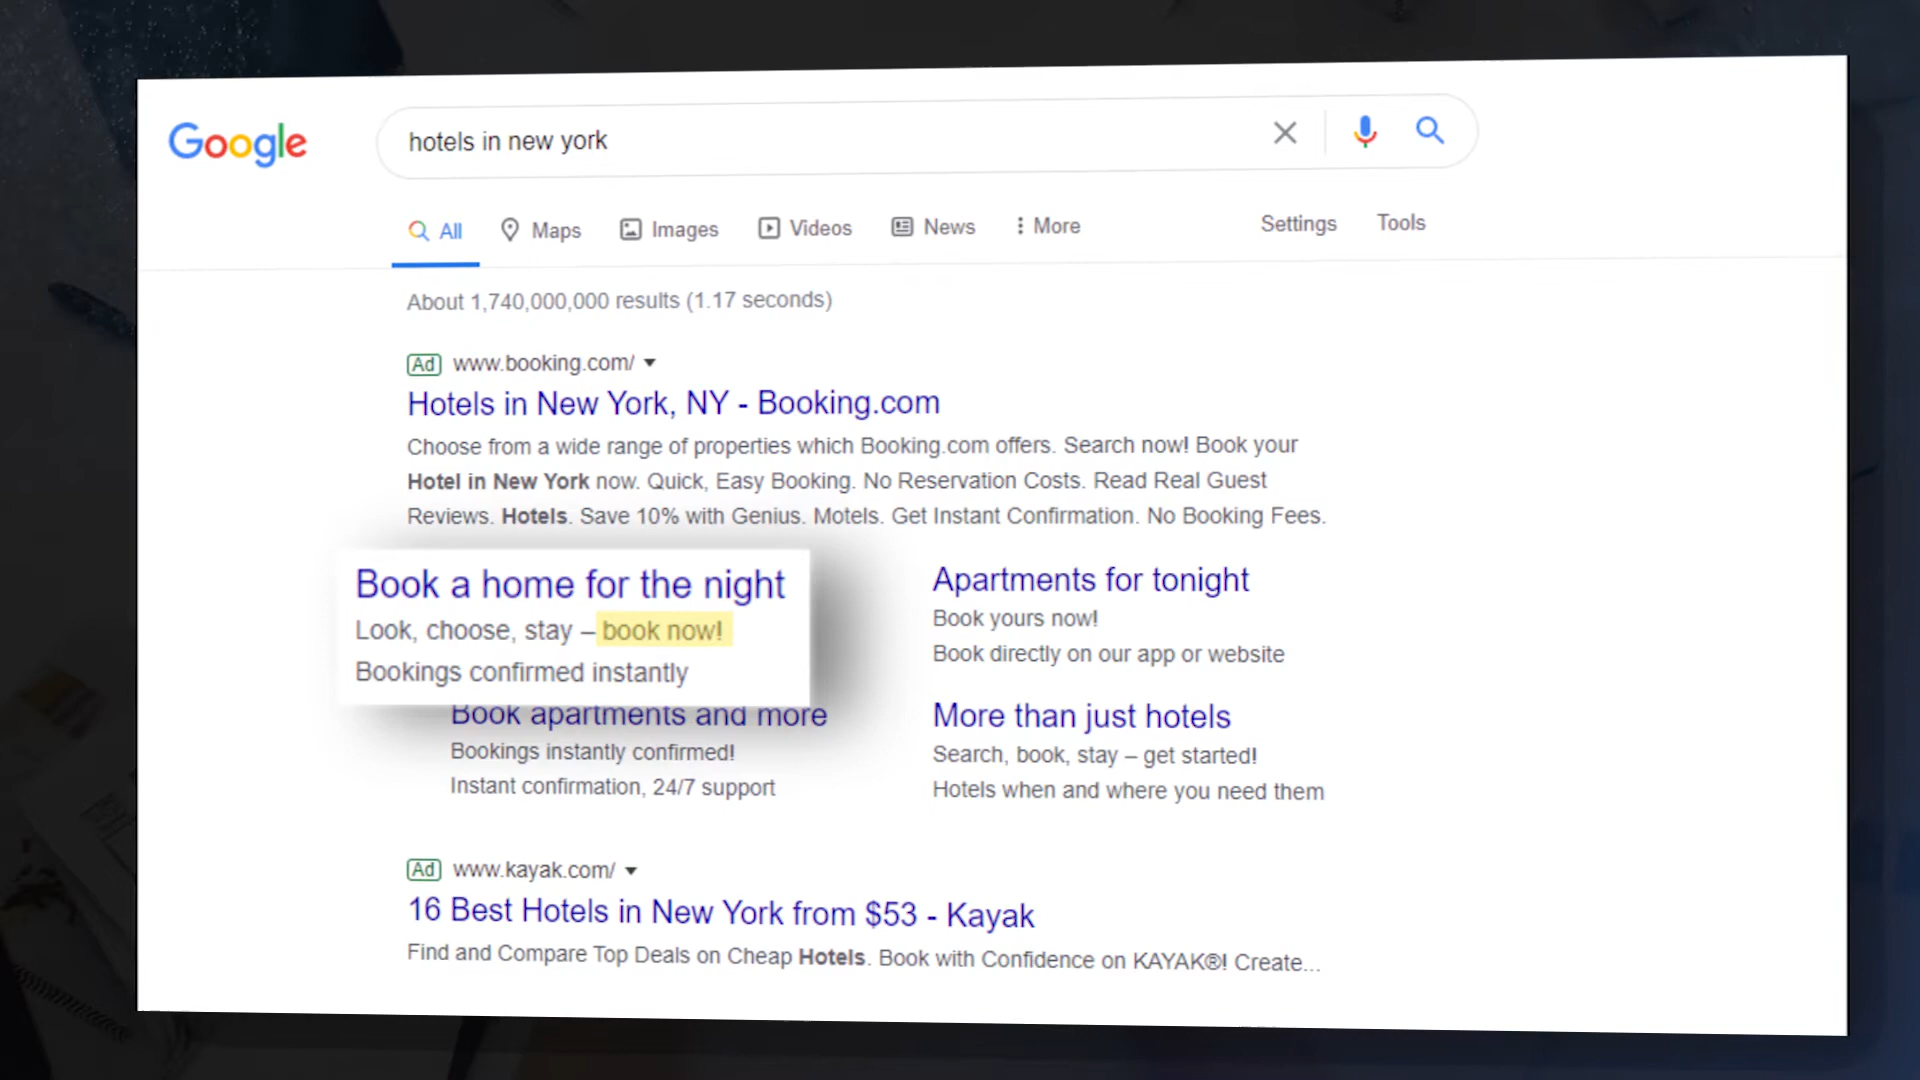 Google
hotels in new york
All Maps Images Videos News More Settings Tools
About 1,740,000,000 results (1.17 seconds)
Ad www.booking.com/
Hotels in New York, NY - Booking.com
Choose from a wide range of properties which Booking.com offers. Search now! Book your
Hotel in New York now. Quick, Easy Booking. No Reservation Costs. Read Real Guest
Reviews. Hotels. Save 10% with Genius. Motels. Get Instant Confirmation. No Booking Fees.
Book a home for the night
Look, choose, stay – book now!
Bookings confirmed instantly
Apartments for tonight
Book yours now!
Book directly on our app or website
Book apartments and more
Bookings instantly confirmed!
Instant confirmation, 24/7 support
More than just hotels
Search, book, stay – get started!
Hotels when and where you need them
Ad www.kayak.com/
16 Best Hotels in New York from $53 - Kayak
Find and Compare Top Deals on Cheap Hotels. Book with Confidence on KAYAK®! Create...